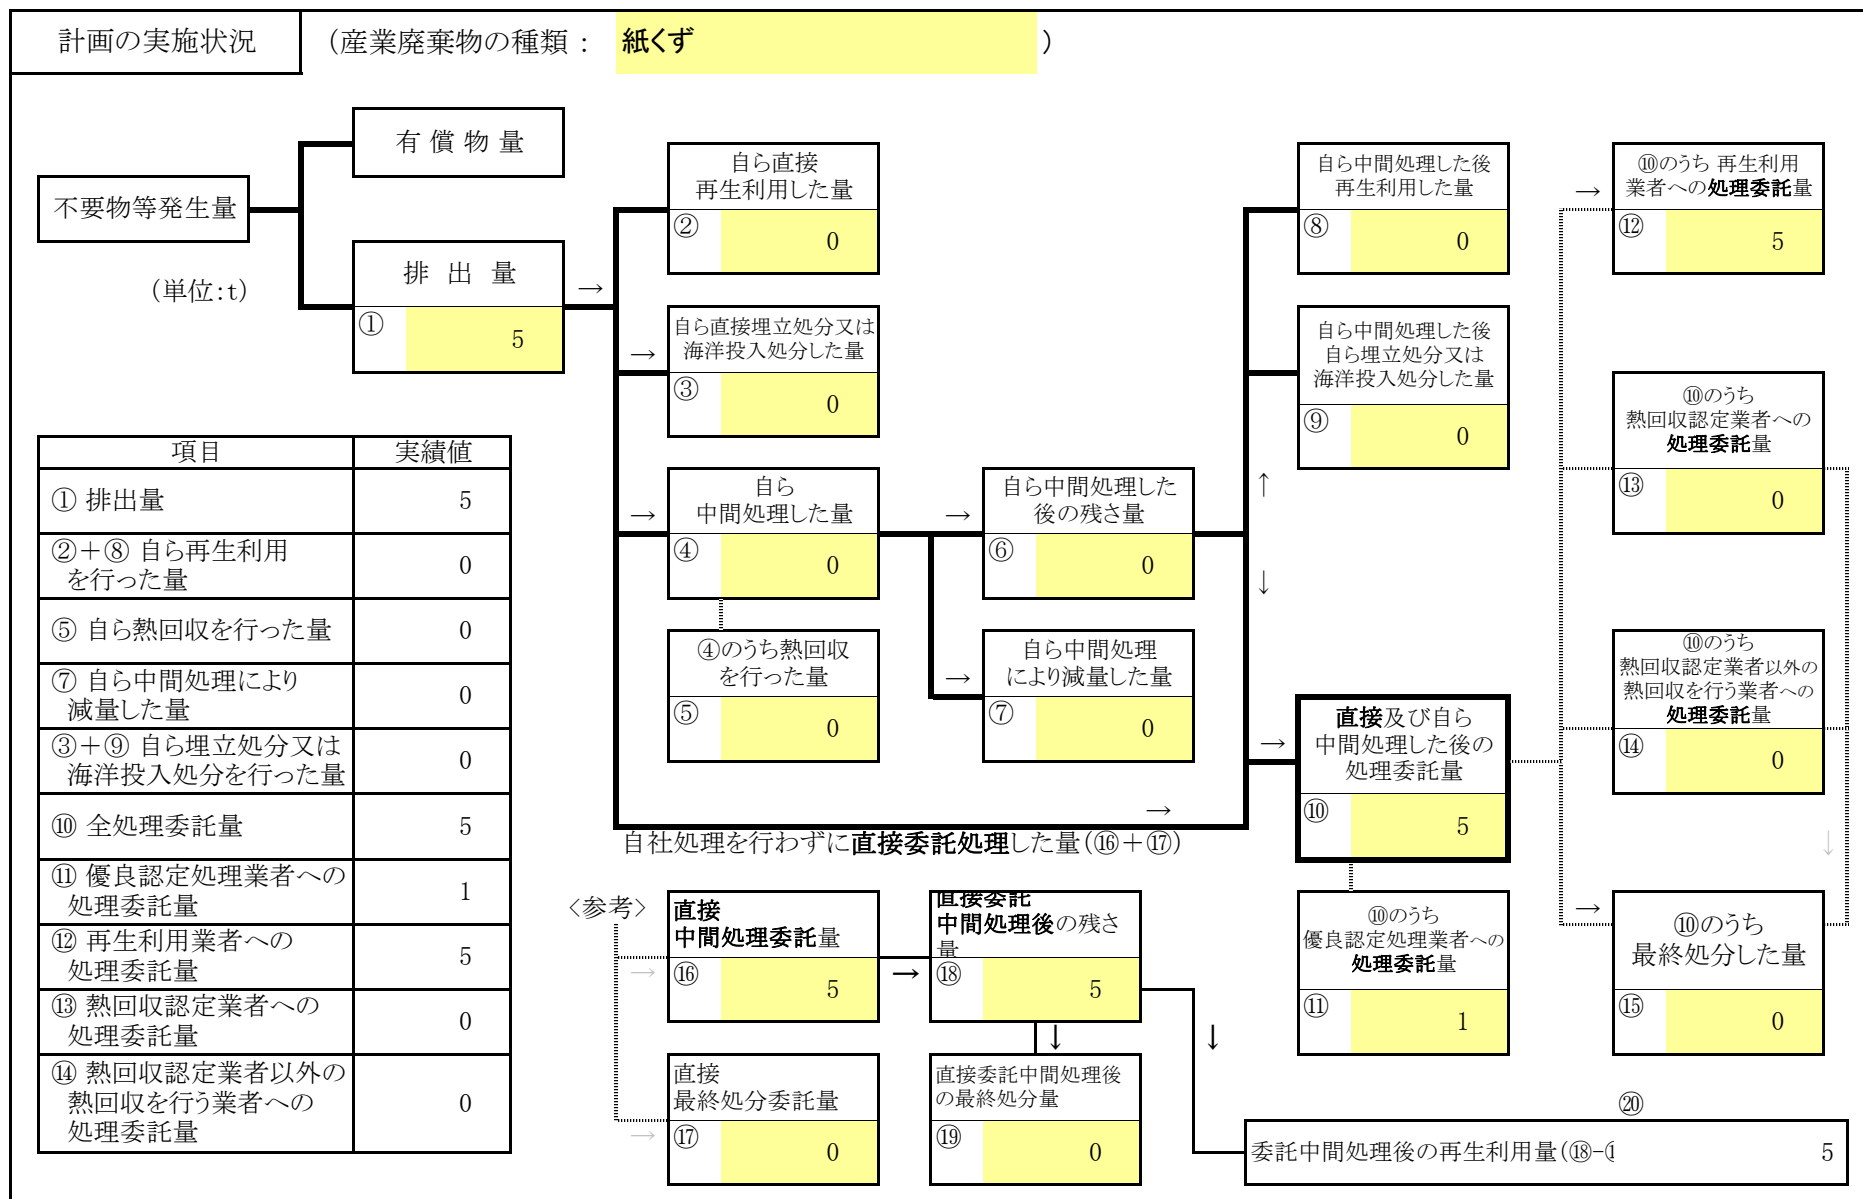 計画の実施状況
（産業廃棄物の種類： 紙くず ）
有償物量
不要物等発生量
(単位:t)
排出量
① 5
→
自ら直接
再生利用した量
② 0
→
自ら直接埋立処分又は
海洋投入処分した量
③ 0
→
自ら
中間処理した量
④ 0
④のうち熱回収
を行った量
⑤ 0
→
自ら中間処理した
後の残さ量
⑥ 0
→
自ら中間処理
により減量した量
⑦ 0
↑
↓
自ら中間処理した後
再生利用した量
⑧ 0
自ら中間処理した後
自ら埋立処分又は
海洋投入処分した量
⑨ 0
→
直接及び自ら
中間処理した後の
処理委託量
⑩ 5
⑩のうち
優良認定処理業者への
処理委託量
⑪ 1
→
⑩のうち 再生利用
業者への処理委託量
⑫ 5
⑩のうち
熱回収認定業者への
処理委託量
⑬ 0
⑩のうち
熱回収認定業者以外の
熱回収を行う業者への
処理委託量
⑭ 0
↓
→
⑩のうち
最終処分した量
⑮ 0
→
自社処理を行わずに直接委託処理した量(⑯＋⑰)
項目 実績値
① 排出量 5
②＋⑧ 自ら再生利用
を行った量 0
⑤ 自ら熱回収を行った量 0
⑦ 自ら中間処理により
減量した量 0
③＋⑨ 自ら埋立処分又は
海洋投入処分を行った量 0
⑩ 全処理委託量 5
⑪ 優良認定処理業者への
処理委託量 1
⑫ 再生利用業者への
処理委託量 5
⑬ 熱回収認定業者への
処理委託量 0
⑭ 熱回収認定業者以外の
熱回収を行う業者への
処理委託量 0
<参考>
→
直接
中間処理委託量
⑯ 5
→
直接
最終処分委託量
⑰ 0
→
直接委託
中間処理後の残さ
量
⑱ 5
↓
直接委託中間処理後
の最終処分量
⑲ 0
↓
⑳
委託中間処理後の再生利用量(⑱-
5